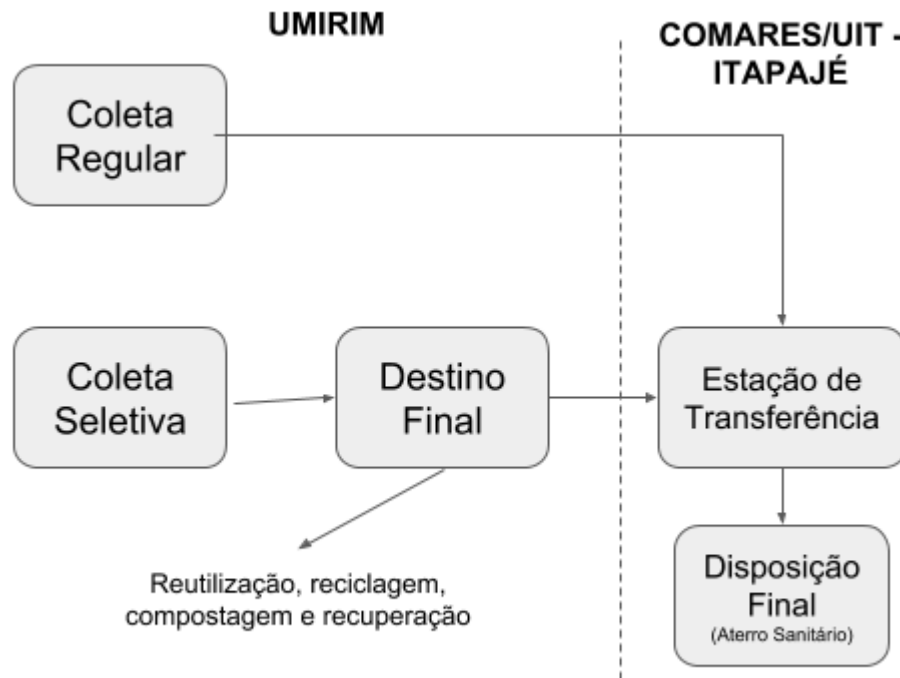 UMIRIM
COMARES/UIT -
ITAPAJÉ
Coleta
Regular
Coleta
Seletiva
Destino
Final
Estação de
Transferência
Reutilização, reciclagem,
compostagem e recuperação
Disposição
Final
(Aterro Sanitário)